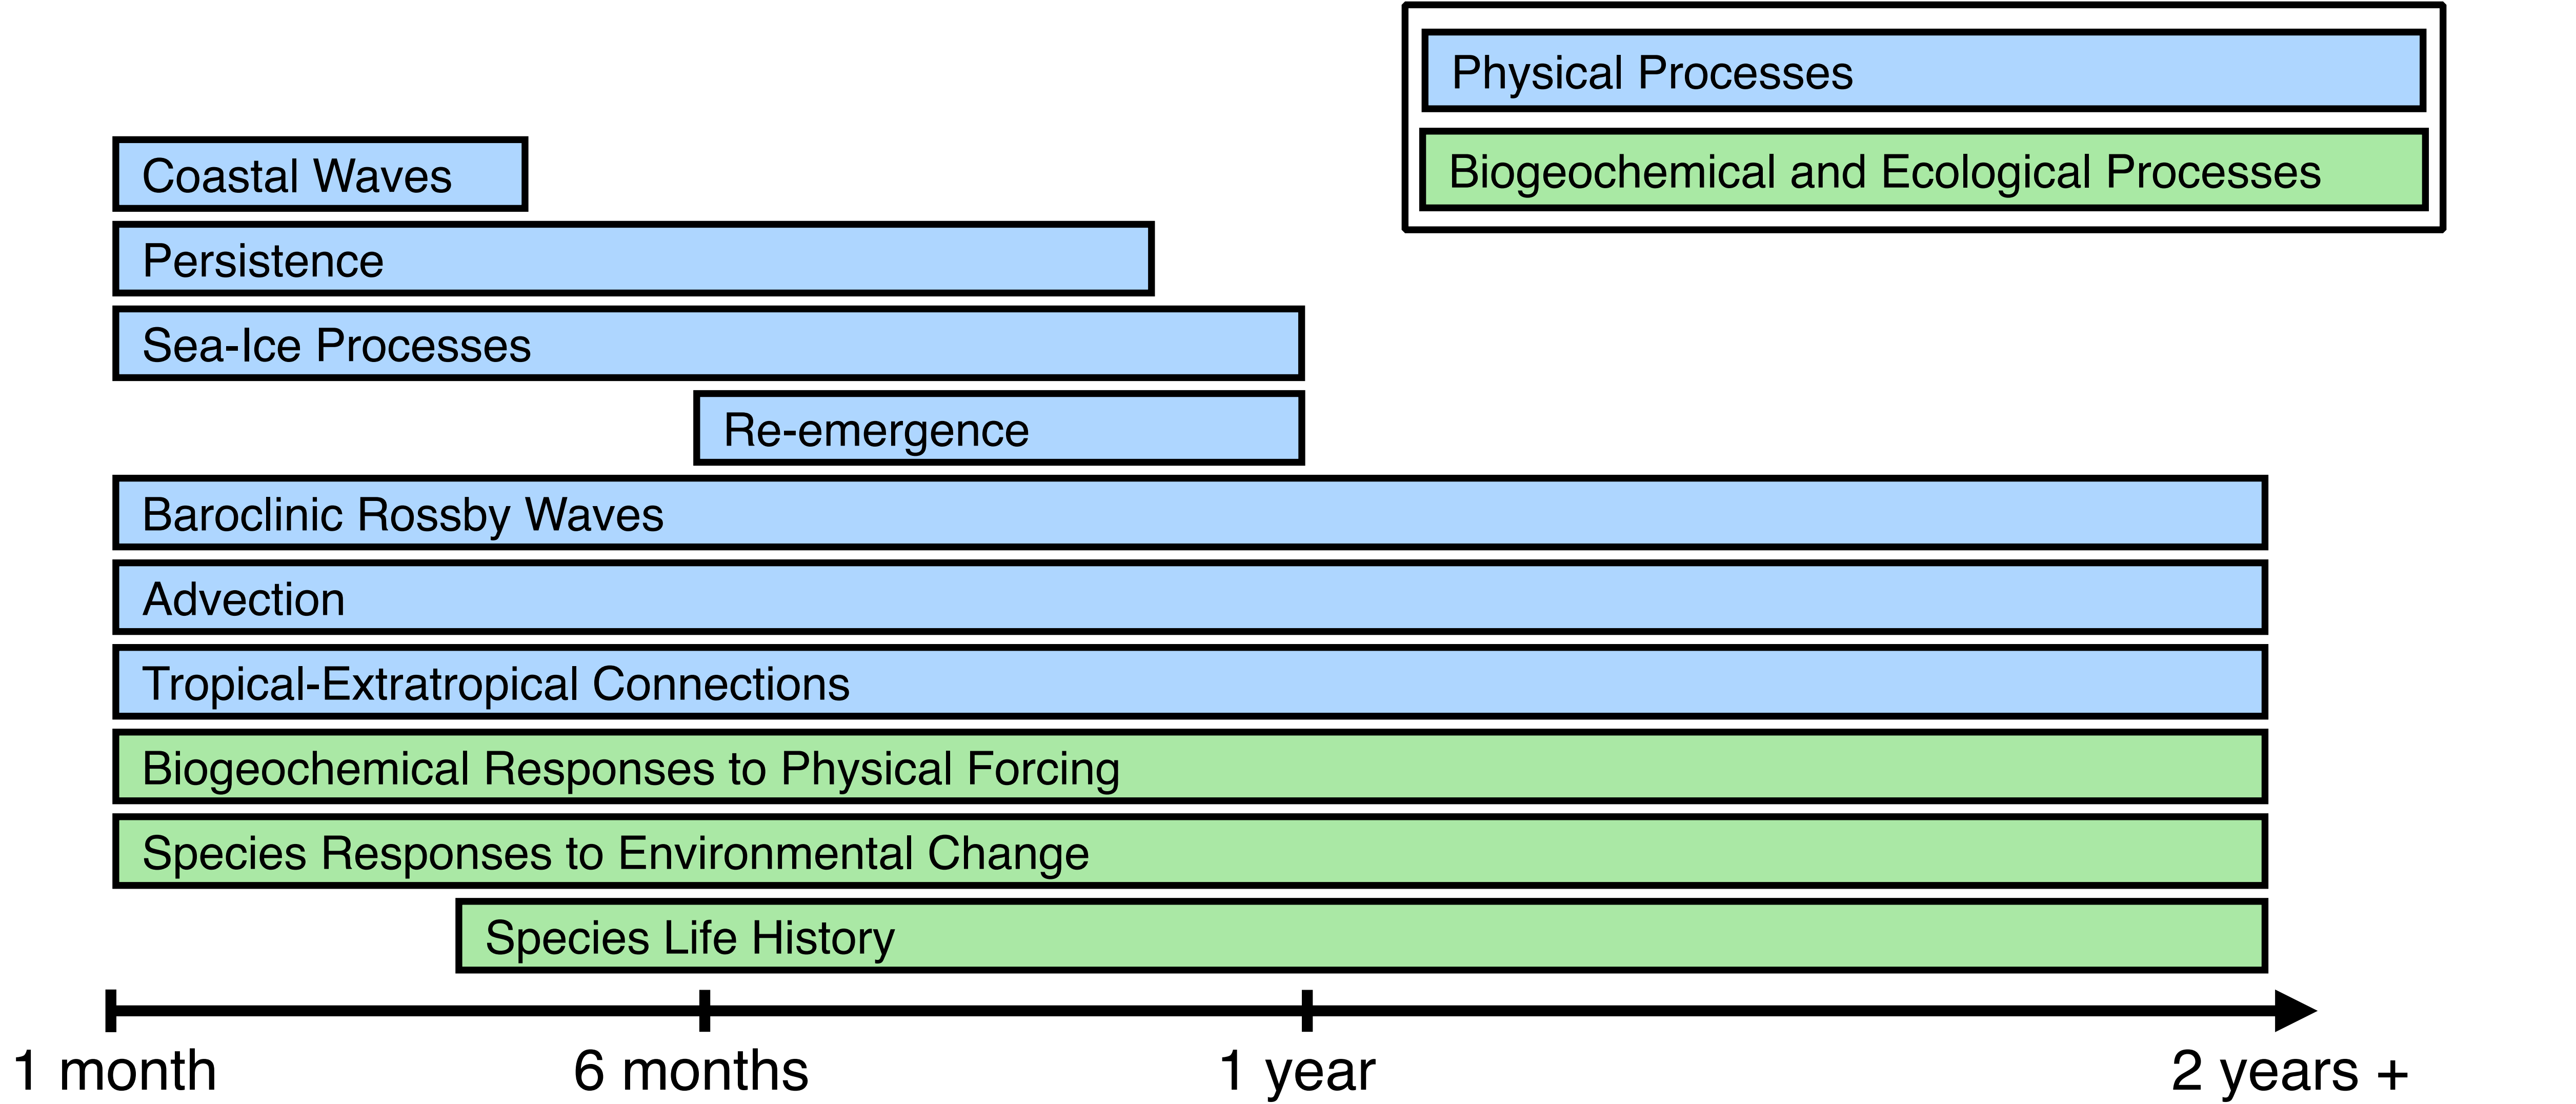 Physical Processes
Biogeochemical and Ecological Processes
Coastal Waves
Persistence
Sea-Ice Processes
Re-emergence
Baroclinic Rossby Waves
Advection
Tropical-Extratropical Connections
Biogeochemical Responses to Physical Forcing
Species Responses to Environmental Change
Species Life History
1 month 6 months 1 year 2 years +